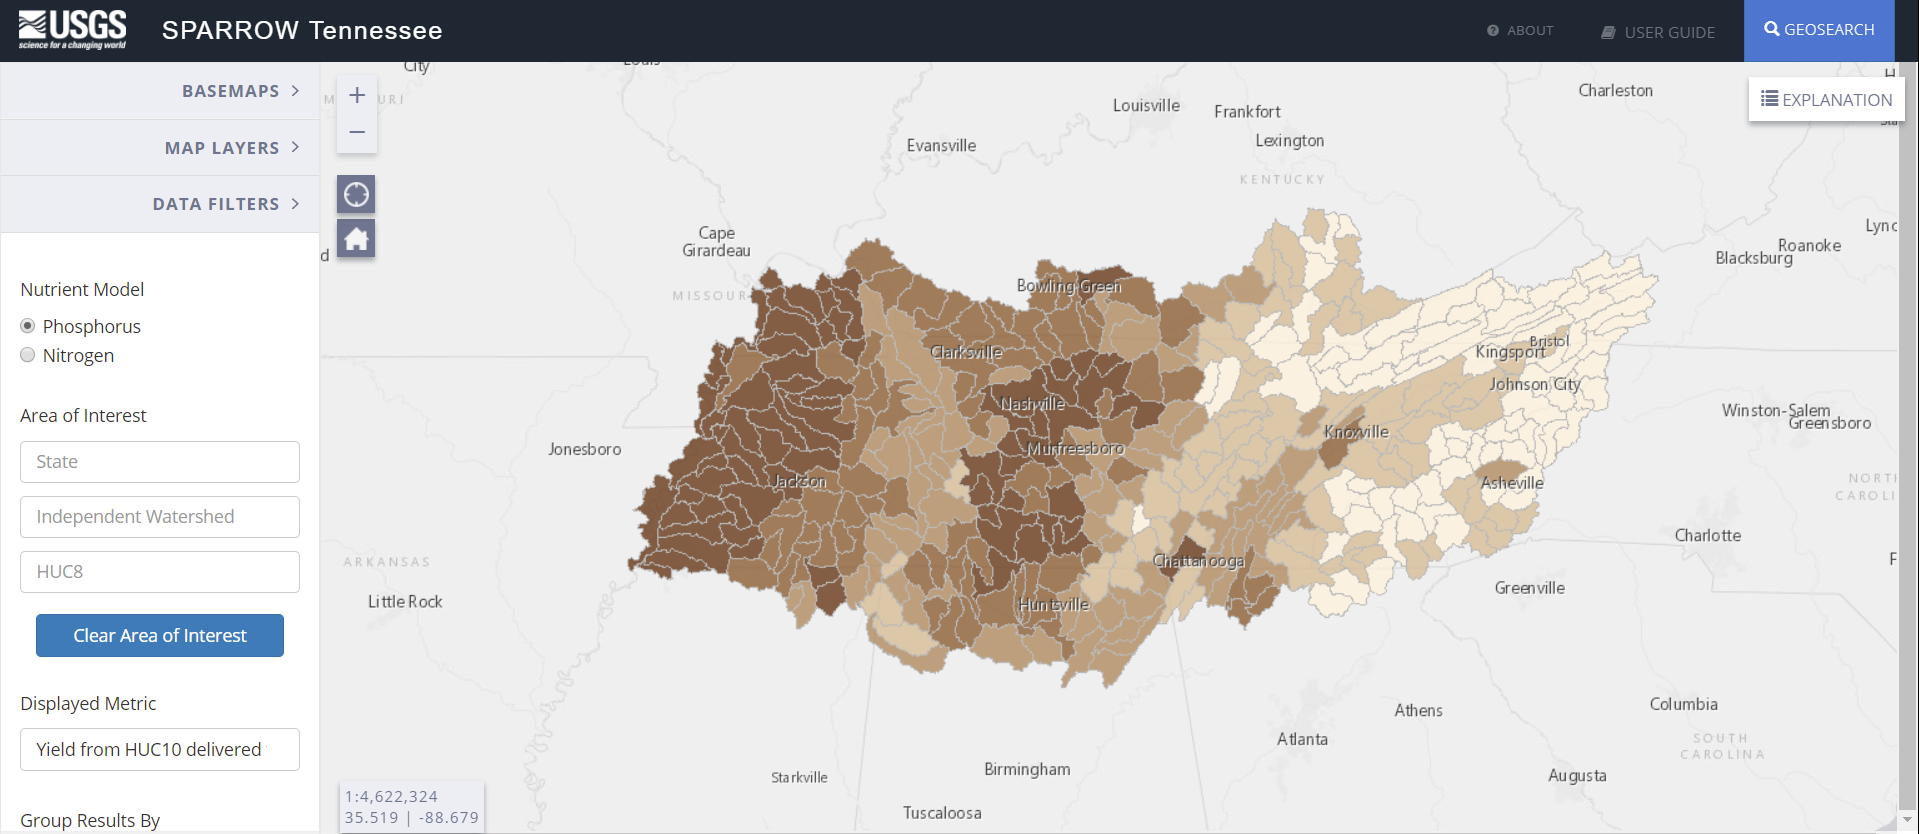 USGS
science for a changing world
SPARROW Tennessee
ABOUT
USER GUIDE
GEOSEARCH
BASEMAPS
MAP LAYERS
DATA FILTERS
Nutrient Model
Phosphorus
Nitrogen
Area of Interest
State
Independent Watershed
HUC8
Clear Area of Interest
Displayed Metric
Yield from HUC10 delivered
Group Results By
+
−
EXPLANATION
City
Louisville
Frankfort
Charleston
Evansville
Lexington
KENTUCKY
Cape
Girardeau
Roanoke
Blacksburg
MISSOUR
Bowling Green
Clarksville
Bristol
Kingsport
Johnson City
Nashville
Winston-Salem
Greensboro
Knoxville
Jonesboro
Murfreesboro
Jackson
Asheville
NORTH
CAROLI
Charlotte
ARKANSAS
Chattanooga
Greenville
Little Rock
Huntsville
Athens
Columbia
Atlanta
SOUTH
CAROLINA
Birmingham
Starkville
Augusta
Tuscaloosa
1:4,622,324
35.519 | -88.679